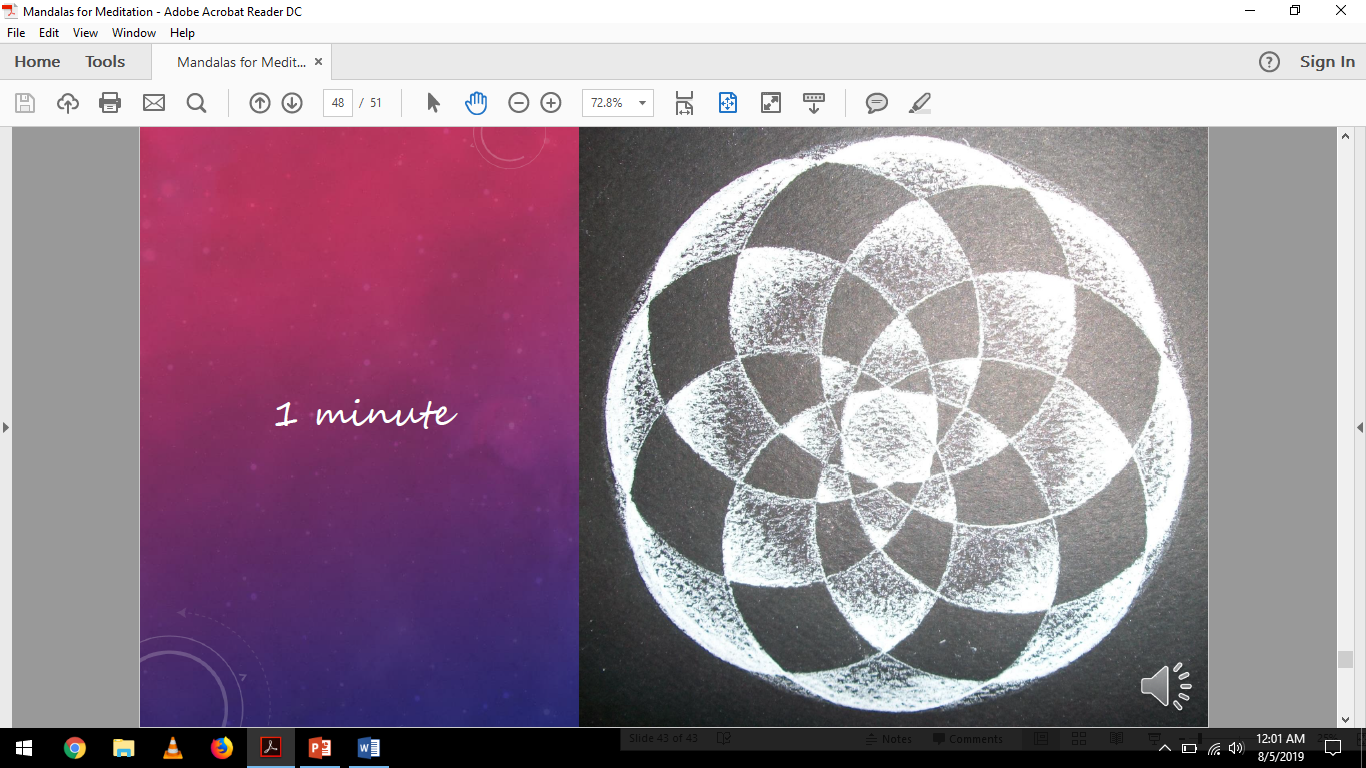 Mandalas for Meditation - Adobe Acrobat Reader DC
File Edit View Window Help
Home Tools Mandalas for Medit... × ? Sign In
48 / 51 72.8%
1 minute
Slide 43 of 43 Notes Comments
12:01 AM
8/5/2019